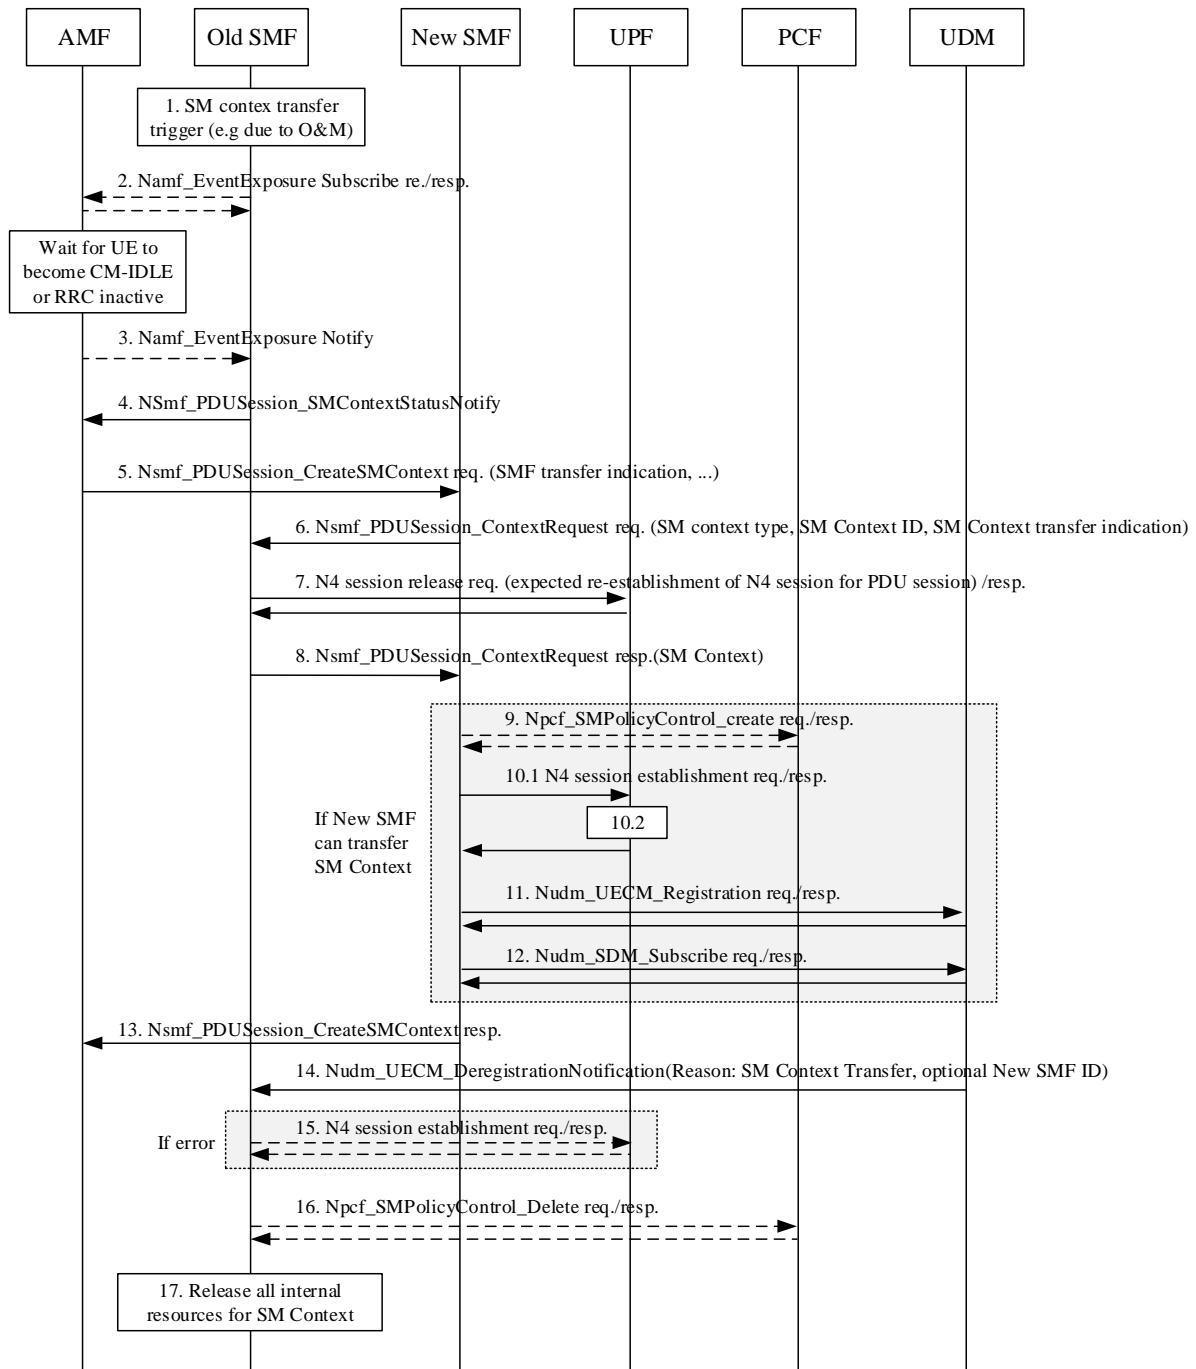 AMF
Old SMF
New SMF
UPF
PCF
UDM
1. SM contex transfer
trigger (e.g due to O&M)
2. Namf_EventExposure Subscribe re./resp.
Wait for UE to
become CM-IDLE
or RRC inactive
3. Namf_EventExposure Notify
4. NSmf_PDUSession_SMContextStatusNotify
5. Nsmf_PDUSession_CreateSMContext req. (SMF transfer indication, ...)
6. Nsmf_PDUSession_ContextRequest req. (SM context type, SM Context ID, SM Context transfer indication)
7. N4 session release req. (expected re-establishment of N4 session for PDU session) /resp.
8. Nsmf_PDUSession_ContextRequest resp.(SM Context)
9. Npcf_SMPolicyControl_create req./resp.
10.1 N4 session establishment req./resp.
If New SMF
can transfer
SM Context
10.2
11. Nudm_UECM_Registration req./resp.
12. Nudm_SDM_Subscribe req./resp.
13. Nsmf_PDUSession_CreateSMContext resp.
14. Nudm_UECM_DeregistrationNotification(Reason: SM Context Transfer, optional New SMF ID)
If error
15. N4 session establishment req./resp.
16. Npcf_SMPolicyControl_Delete req./resp.
17. Release all internal
resources for SM Context